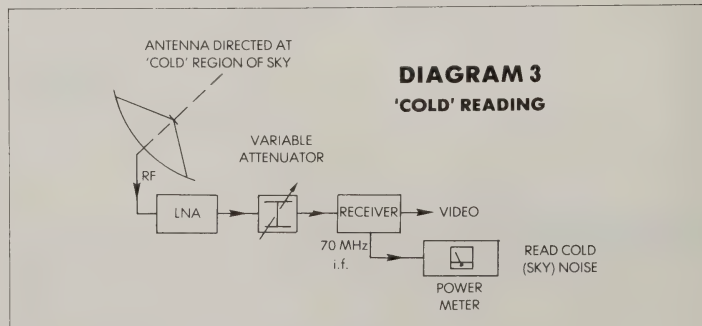 ANTENNA DIRECTED AT
'COLD' REGION OF SKY
DIAGRAM 3
'COLD' READING
VARIABLE
ATTENUATOR
RF
LNA
RECEIVER
VIDEO
70 MHz
i.f.
READ COLD
(SKY) NOISE
POWER
METER